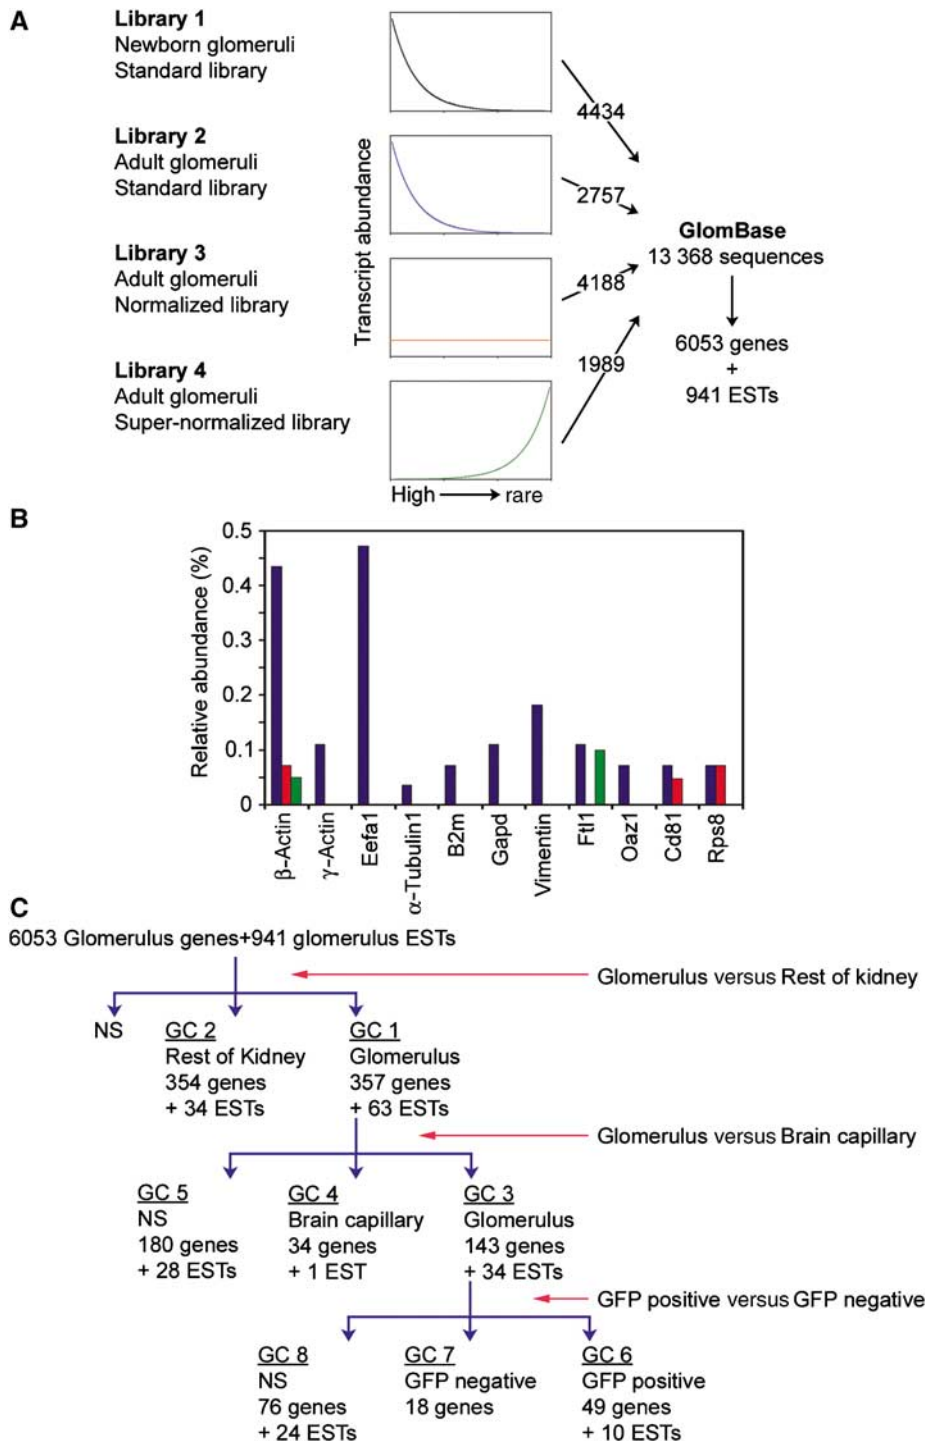 A
Library 1
Newborn glomeruli
Standard library
Library 2
Adult glomeruli
Standard library
Library 3
Adult glomeruli
Normalized library
Library 4
Adult glomeruli
Super-normalized library
Transcript abundance
High
rare
4434
2757
4188
1989
GlomBase
13 368 sequences
6053 genes
+
941 ESTs
B
Relative abundance (%)
0.5
0.4
0.3
0.2
0.1
0
β-Actin
γ-Actin
Eefa1
α-Tubulin1
B2m
Gapd
Vimentin
Ftl1
Oaz1
Cd81
Rps8
C
6053 Glomerulus genes+941 glomerulus ESTs
Glomerulus versus Rest of kidney
NS
GC 2
Rest of Kidney
354 genes
+ 34 ESTs
GC 1
Glomerulus
357 genes
+ 63 ESTs
Glomerulus versus Brain capillary
GC 5
NS
180 genes
+ 28 ESTs
GC 4
Brain capillary
34 genes
+ 1 EST
GC 3
Glomerulus
143 genes
+ 34 ESTs
GFP positive versus GFP negative
GC 8
NS
76 genes
+ 24 ESTs
GC 7
GFP negative
18 genes
GC 6
GFP positive
49 genes
+ 10 ESTs